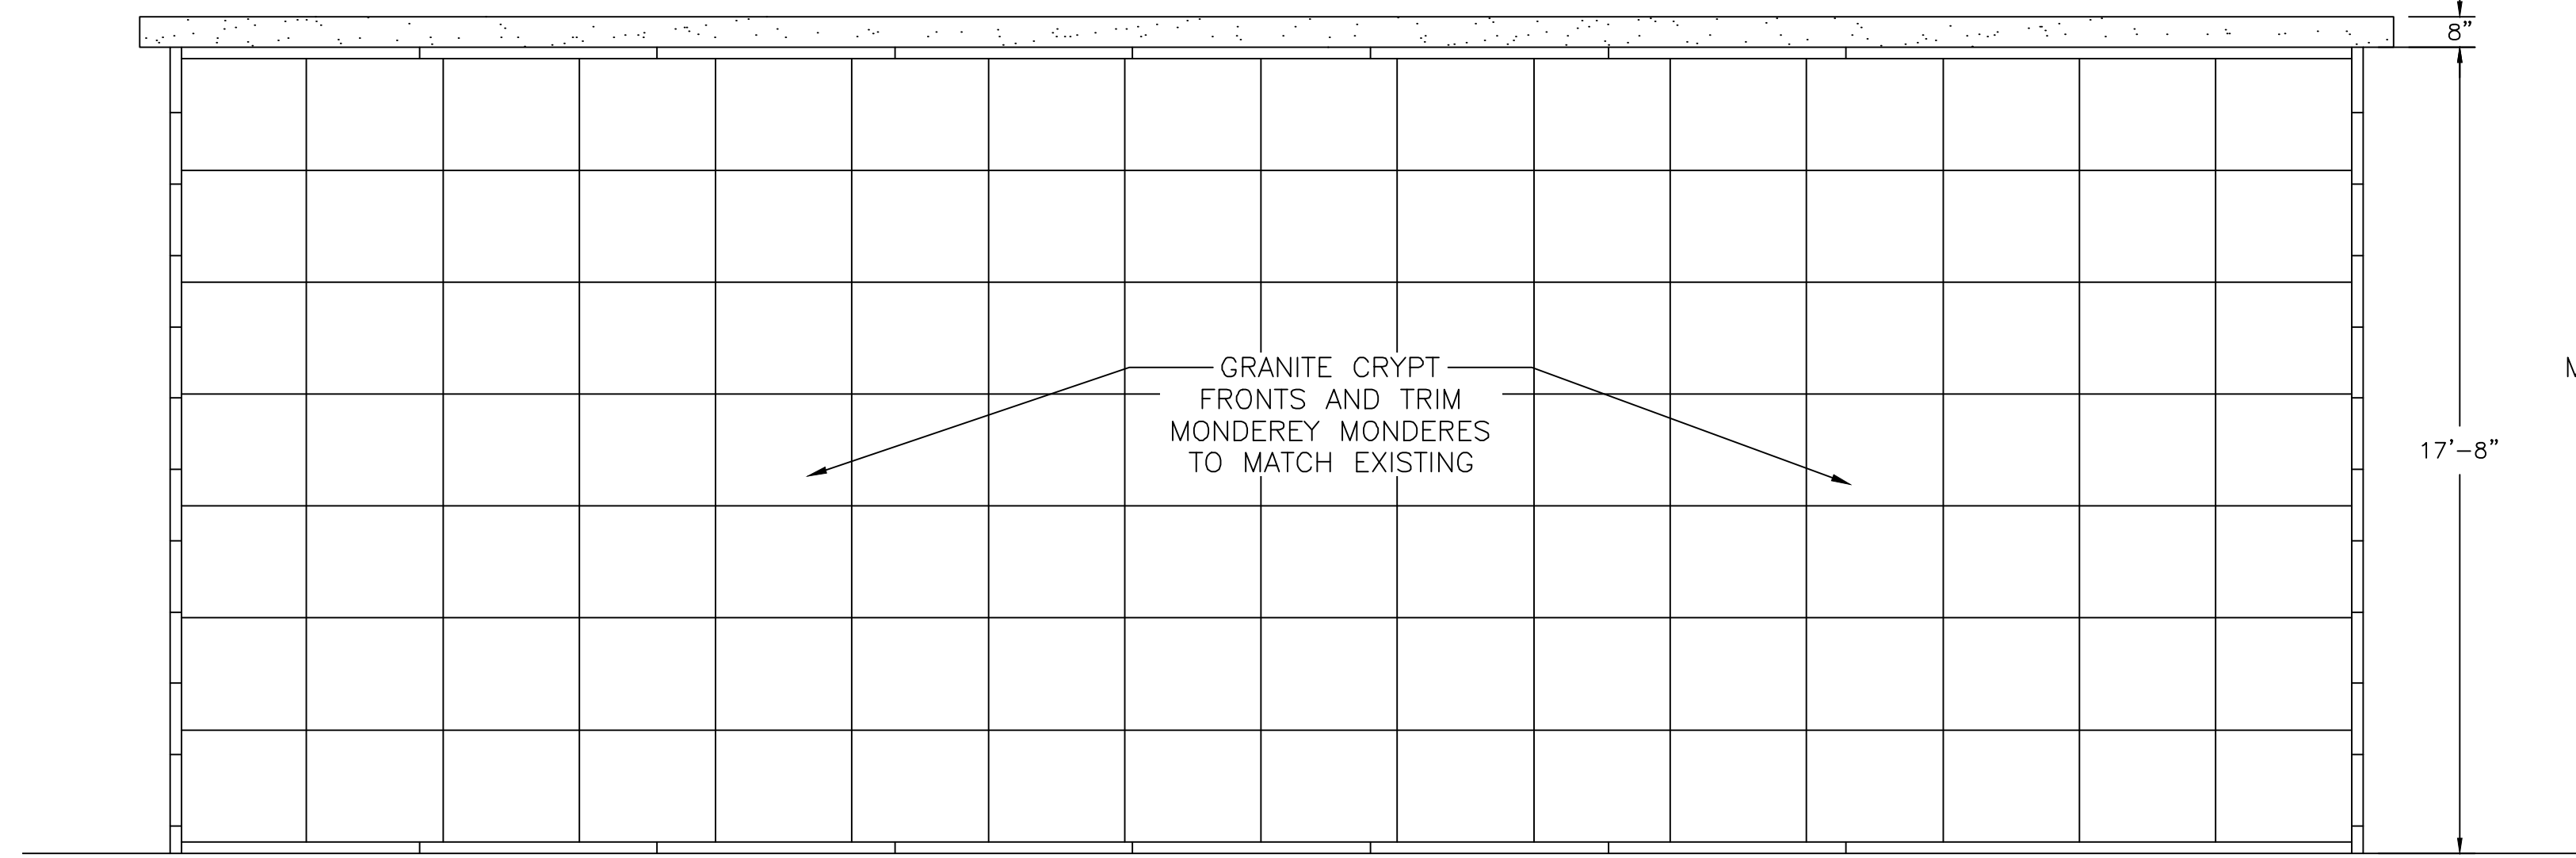 8”
GRANITE CRYPT
FRONTS AND TRIM
MONDEREY MONDERES
TO MATCH EXISTING
17’-8”